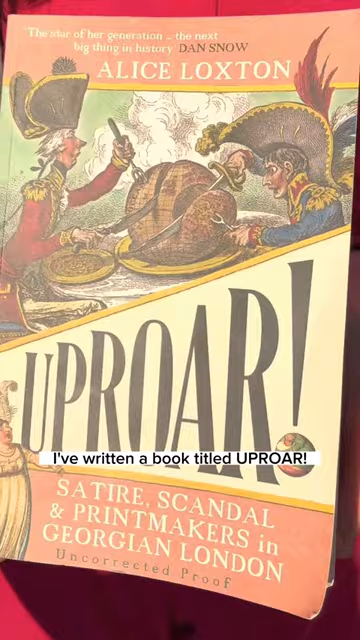 'The star of her generation ... the next
big thing in history' DAN SNOW
ALICE LOXTON
UPROAR!
I've written a book titled UPROAR!
SATIRE, SCANDAL
& PRINTMAKERS in
GEORGIAN LONDON
Uncorrected Proof